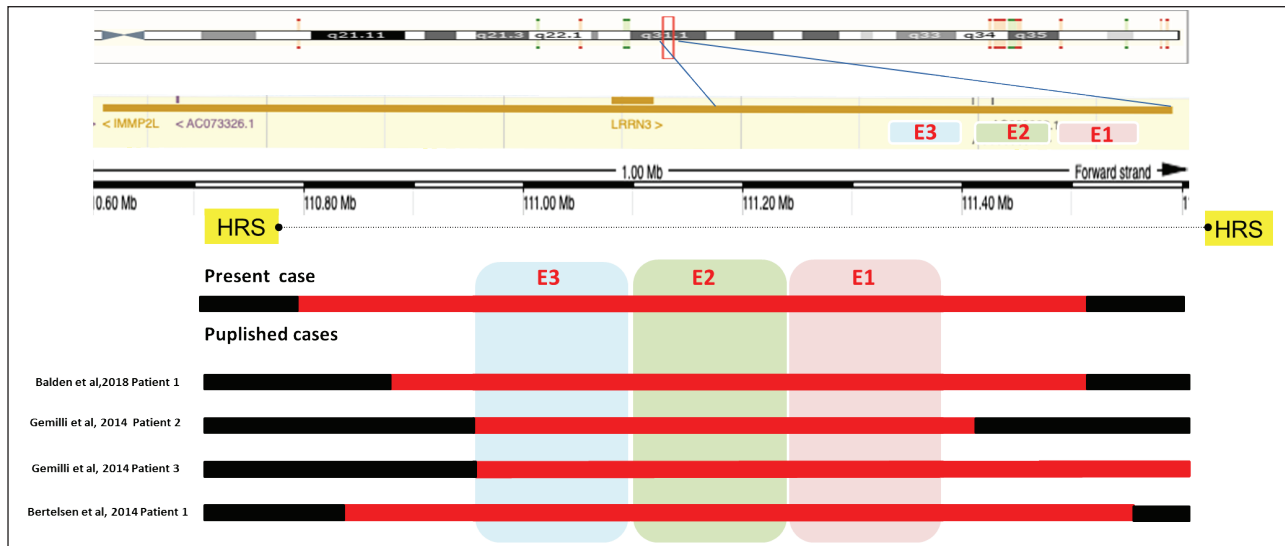 q21.11 q21.3 q22.1 q31.1 q33 q34 q35
< IMMP2L < AC073326.1 LRRN3 >
E3 E2 E1
1.00 Mb Forward strand
0.60 Mb 110.80 Mb 111.00 Mb 111.20 Mb 111.40 Mb
HRS HRS
Present case E3 E2 E1
Puplished cases
Balden et al,2018 Patient 1
Gemilli et al, 2014 Patient 2
Gemilli et al, 2014 Patient 3
Bertelsen et al, 2014 Patient 1